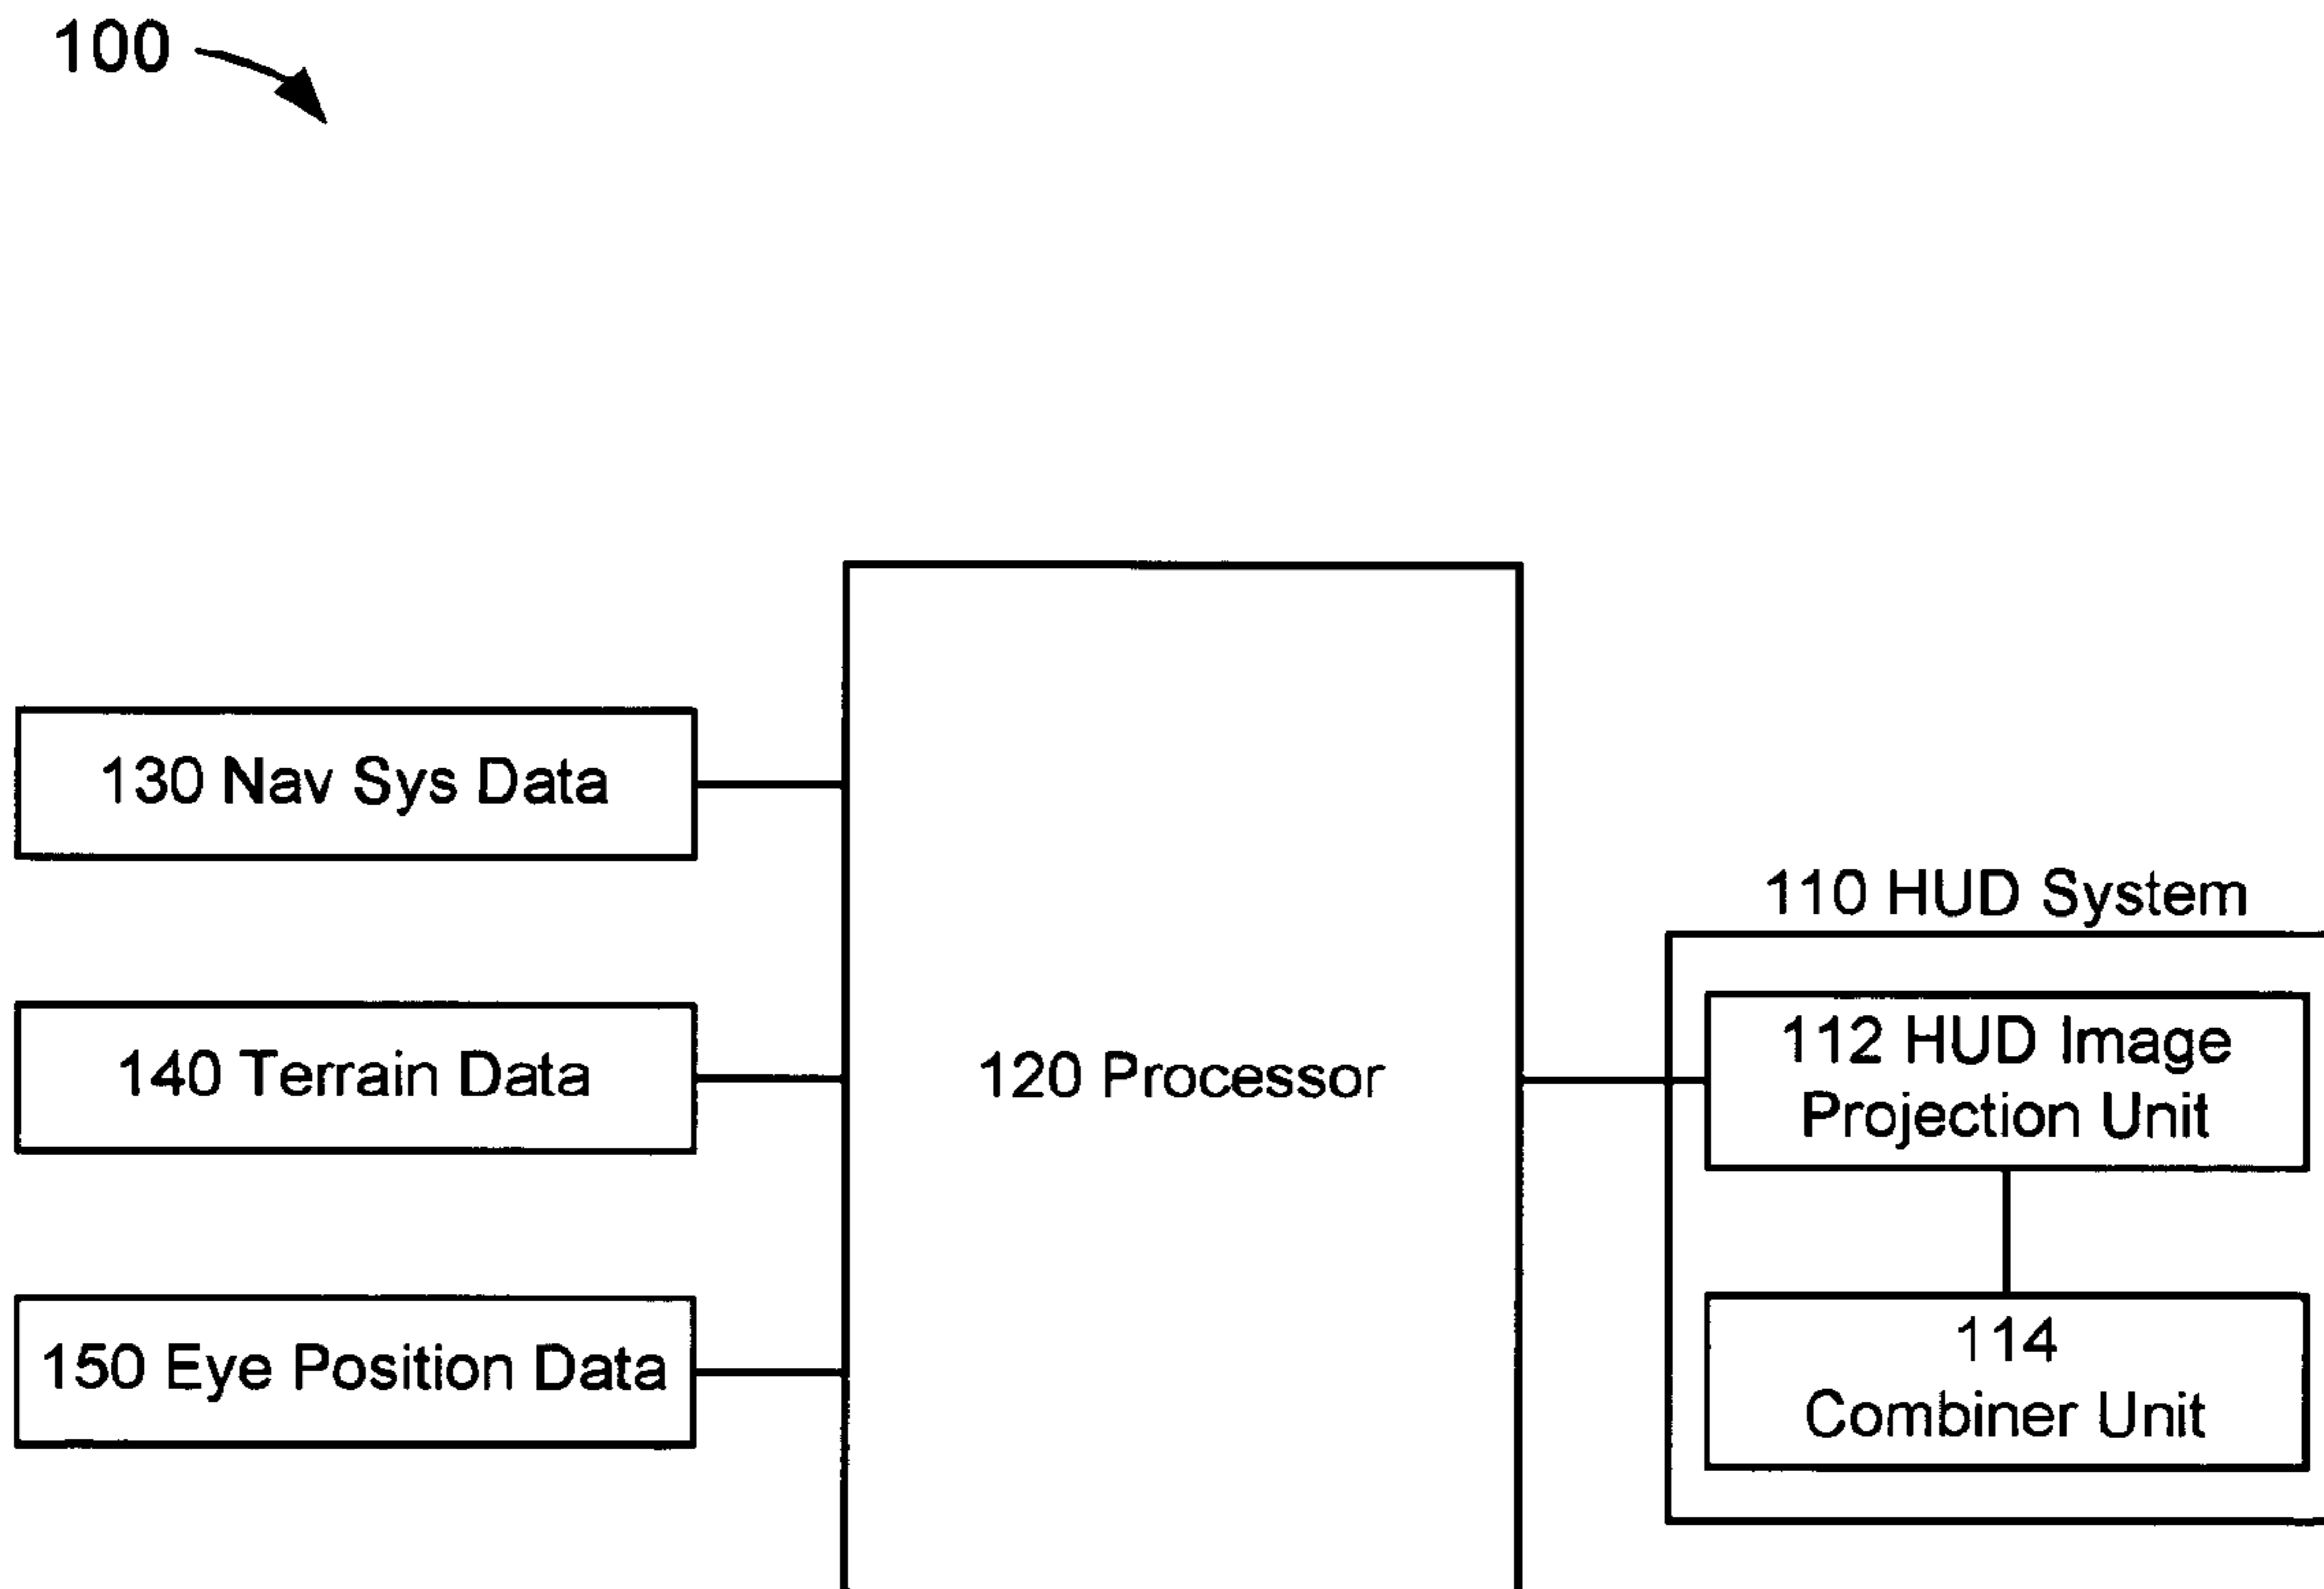 100
130 Nav Sys Data
110 HUD System
140 Terrain Data
120 Processor
112 HUD Image
Projection Unit
150 Eye Position Data
114
Combiner Unit